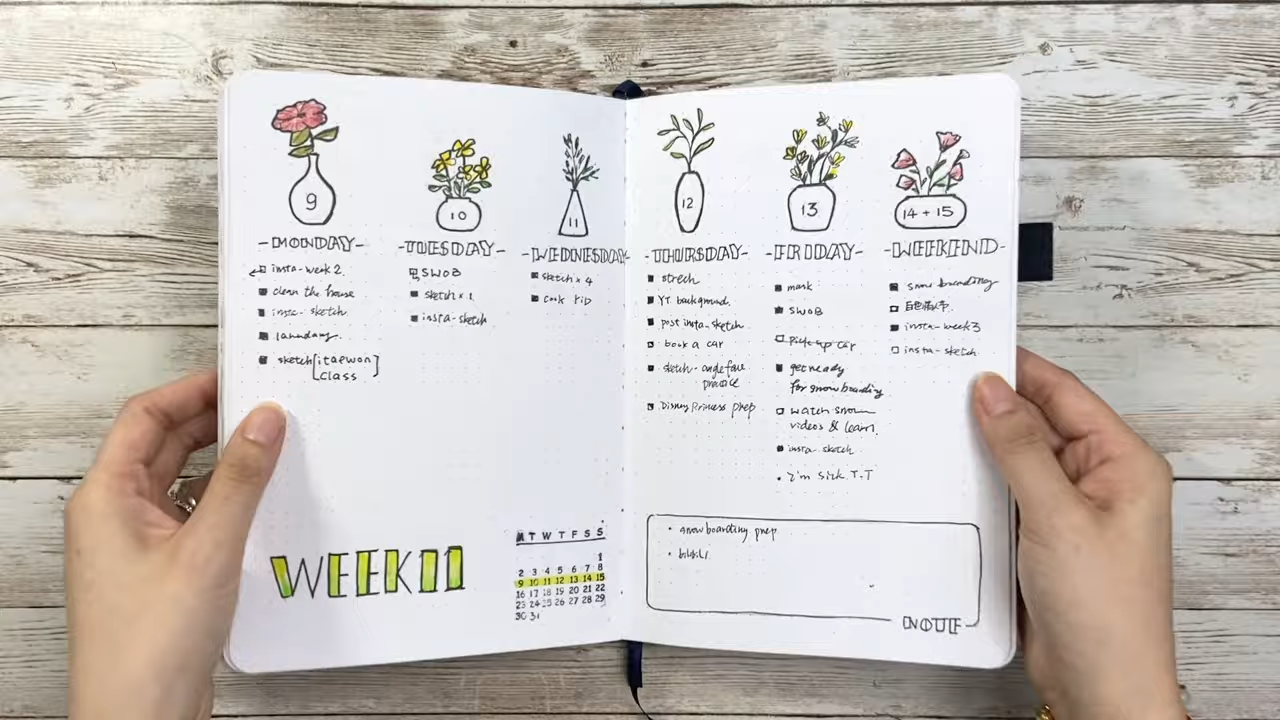 9
-MONDAY-
insta-week 2.
clean the house
insta-sketch
laundary.
sketch [itaewon
class]
10
-TUESDAY-
SWOB
sketch x 1
insta-sketch
11
-WEDNESDAY-
sketch x 4
cook rib
WEEK 11
M T W T F S S
1
2 3 4 5 6 7 8
9 10 11 12 13 14 15
16 17 18 19 20 21 22
23 24 25 26 27 28 29
30 31
12
-THURSDAY-
strech
YT background.
post insta-sketch.
book a car
sketch - angle face
practice
Disney Princess prep
13
-FRIDAY-
mask
SWOB
Pick up car
get ready
for snowboarding
watch snow
videos & learn.
insta-sketch
I'm sick T.T
14 + 15
-WEEKEND-
snow boarding
insta-week3
insta-sketch.
snowboarding prep
NOTE